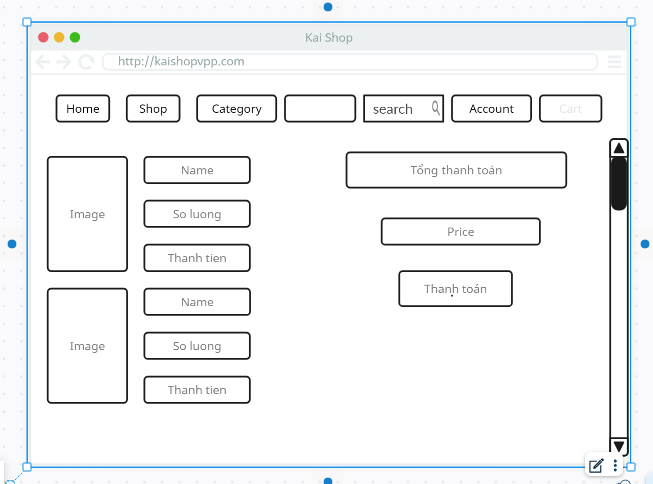 Kai Shop
http://kaishopvpp.com
Home
Shop
Category
search
Account
Cart
Image
Name
So luong
Thanh tien
Image
Name
So luong
Thanh tien
Tổng thanh toán
Price
Thanh toán